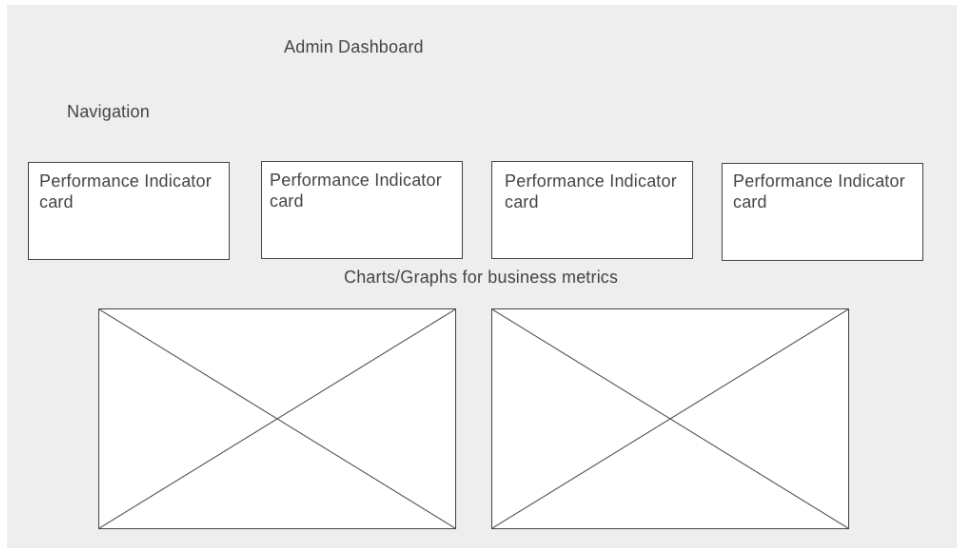 Admin Dashboard
Navigation
Performance Indicator
card
Performance Indicator
card
Performance Indicator
card
Performance Indicator
card
Charts/Graphs for business metrics